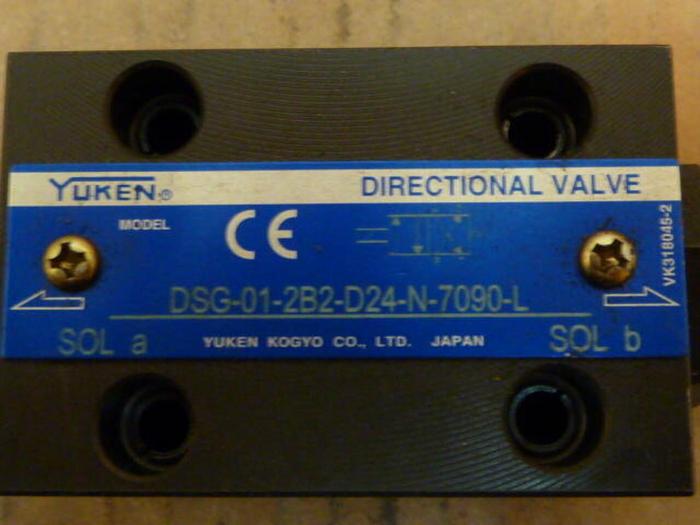 YUKEN® DIRECTIONAL VALVE
MODEL
CE
DSG-01-2B2-D24-N-7090-L
SOL a
YUKEN KOGYO CO., LTD. JAPAN
SOL b
VK318045-2